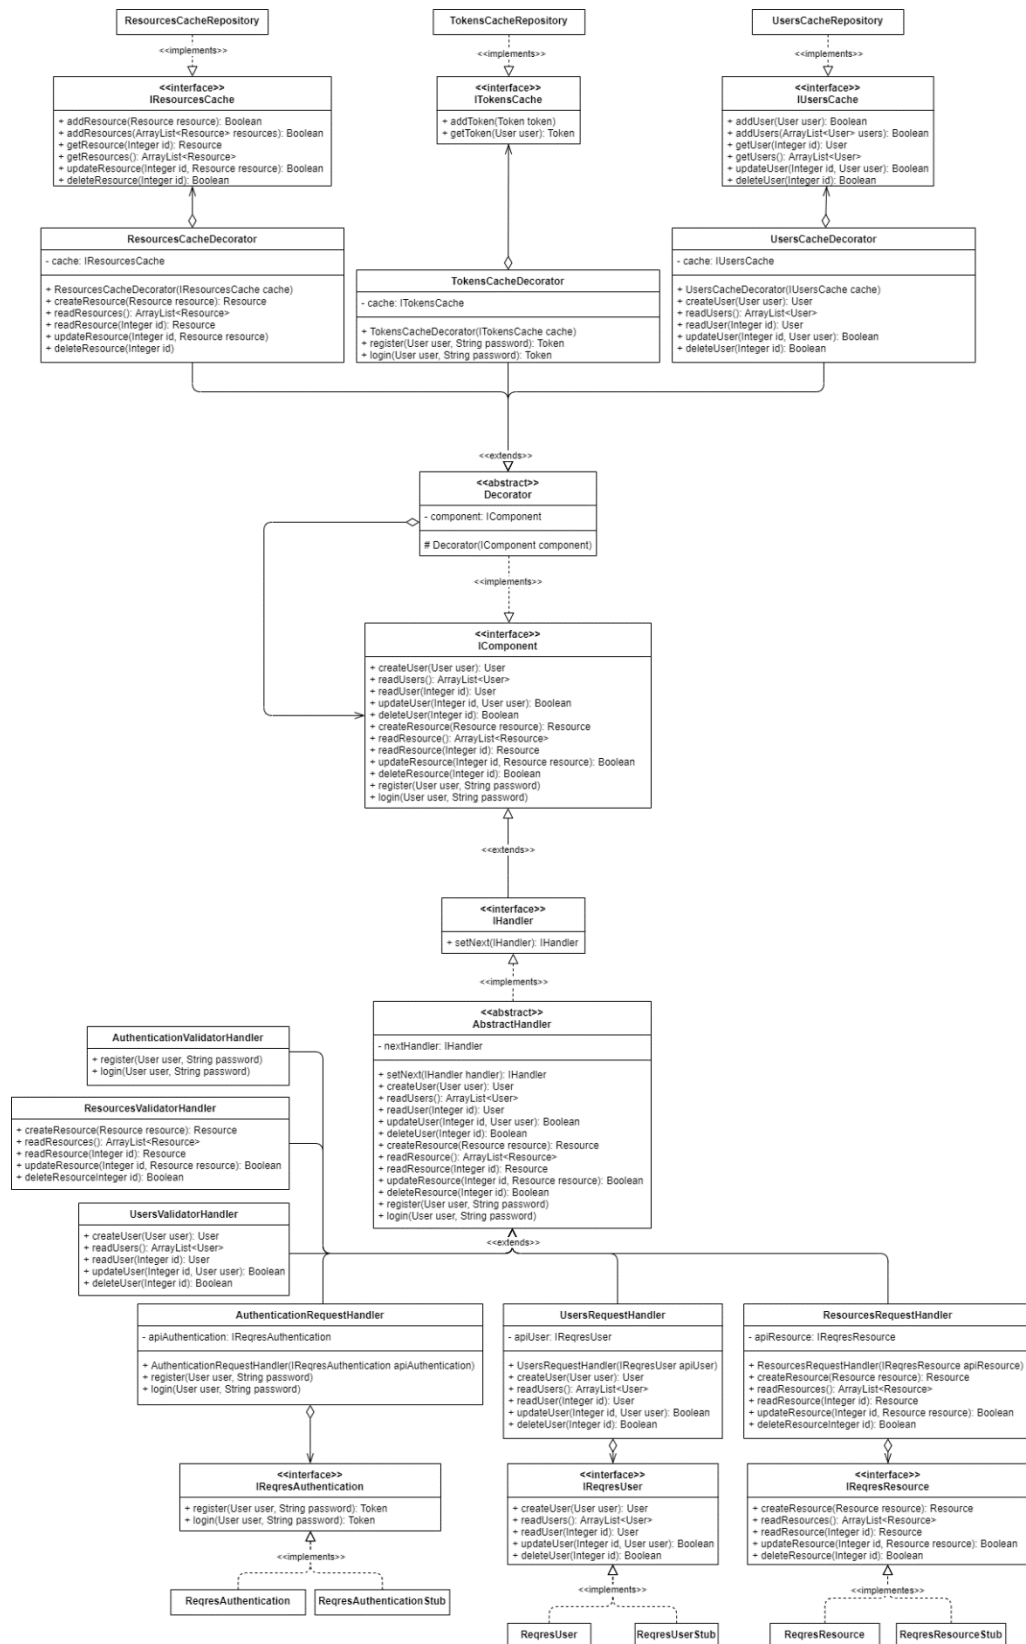 ResourcesCacheRepository
TokensCacheRepository
UsersCacheRepository
<<implements>>
<<implements>>
<<implements>>
<<interface>>
IResourcesCache
+ addResource(Resource resource): Boolean
+ addResources(ArrayList<Resource> resources): Boolean
+ getResource(Integer id): Resource
+ getResources(): ArrayList<Resource>
+ updateResource(Integer id, Resource resource): Boolean
+ deleteResource(Integer id): Boolean
<<interface>>
ITokensCache
+ addToken(Token token)
+ getToken(User user): Token
<<interface>>
IUsersCache
+ addUser(User user): Boolean
+ addUsers(ArrayList<User> users): Boolean
+ getUser(Integer id): User
+ getUsers(): ArrayList<User>
+ updateUser(Integer id, User user): Boolean
+ deleteUser(Integer id): Boolean
ResourcesCacheDecorator
- cache: IResourcesCache
+ ResourcesCacheDecorator(IResourcesCache cache)
+ createResource(Resource resource): Resource
+ readResources(): ArrayList<Resource>
+ readResource(Integer id): Resource
+ updateResource(Integer id, Resource resource)
+ deleteResource(Integer id)
TokensCacheDecorator
- cache: ITokensCache
+ TokensCacheDecorator(ITokensCache cache)
+ register(User user, String password): Token
+ login(User user, String password): Token
UsersCacheDecorator
- cache: IUsersCache
+ UsersCacheDecorator(IUsersCache cache)
+ createUser(User user): User
+ readUsers(): ArrayList<User>
+ readUser(Integer id): User
+ updateUser(Integer id, User user): Boolean
+ deleteUser(Integer id): Boolean
<<extends>>
<<abstract>>
Decorator
- component: IComponent
# Decorator(IComponent component)
<<implements>>
<<interface>>
IComponent
+ createUser(User user): User
+ readUsers(): ArrayList<User>
+ readUser(Integer id): User
+ updateUser(Integer id, User user): Boolean
+ deleteUser(Integer id): Boolean
+ createResource(Resource resource): Resource
+ readResource(): ArrayList<Resource>
+ readResource(Integer id): Resource
+ updateResource(Integer id, Resource resource): Boolean
+ deleteResource(Integer id): Boolean
+ register(User user, String password)
+ login(User user, String password)
<<extends>>
<<interface>>
IHandler
+ setNext(IHandler): IHandler
<<implements>>
<<abstract>>
AbstractHandler
- nextHandler: IHandler
+ setNext(IHandler handler): IHandler
+ createUser(User user): User
+ readUsers(): ArrayList<User>
+ readUser(Integer id): User
+ updateUser(Integer id, User user): Boolean
+ deleteUser(Integer id): Boolean
+ createResource(Resource resource): Resource
+ readResource(): ArrayList<Resource>
+ readResource(Integer id): Resource
+ updateResource(Integer id, Resource resource): Boolean
+ deleteResource(Integer id): Boolean
+ register(User user, String password)
+ login(User user, String password)
AuthenticationValidatorHandler
+ register(User user, String password)
+ login(User user, String password)
ResourcesValidatorHandler
+ createResource(Resource resource): Resource
+ readResources(): ArrayList<Resource>
+ readResource(Integer id): Resource
+ updateResource(Integer id, Resource resource): Boolean
+ deleteResourceInteger id): Boolean
UsersValidatorHandler
+ createUser(User user): User
+ readUsers(): ArrayList<User>
+ readUser(Integer id): User
+ updateUser(Integer id, User user): Boolean
+ deleteUser(Integer id): Boolean
<<extends>>
AuthenticationRequestHandler
- apiAuthentication: IReqresAuthentication
+ AuthenticationRequestHandler(IReqresAuthentication apiAuthentication)
+ register(User user, String password)
+ login(User user, String password)
UsersRequestHandler
- apiUser: IReqresUser
+ UsersRequestHandler(IReqresUser apiUser)
+ createUser(User user): User
+ readUsers(): ArrayList<User>
+ readUser(Integer id): User
+ updateUser(Integer id, User user): Boolean
+ deleteUser(Integer id): Boolean
ResourcesRequestHandler
- apiResource: IReqresResource
+ ResourcesRequestHandler(IReqresResource apiResource)
+ createResource(Resource resource): Resource
+ readResources(): ArrayList<Resource>
+ readResource(Integer id): Resource
+ updateResource(Integer id, Resource resource): Boolean
+ deleteResourceInteger id): Boolean
<<interface>>
IReqresAuthentication
+ register(User user, String password): Token
+ login(User user, String password): Token
<<interface>>
IReqresUser
+ createUser(User user): User
+ readUsers(): ArrayList<User>
+ readUser(Integer id): User
+ updateUser(Integer id, User user): Boolean
+ deleteUser(Integer id): Boolean
<<interface>>
IReqresResource
+ createResource(Resource resource): Resource
+ readResources(): ArrayList<Resource>
+ readResource(Integer id): Resource
+ updateResource(Integer id, Resource resource): Boolean
+ deleteResource(Integer id): Boolean
<<implements>>
<<implements>>
<<implementes>>
ReqresAuthentication
ReqresAuthenticationStub
ReqresUser
ReqresUserStub
ReqresResource
ReqresResourceStub